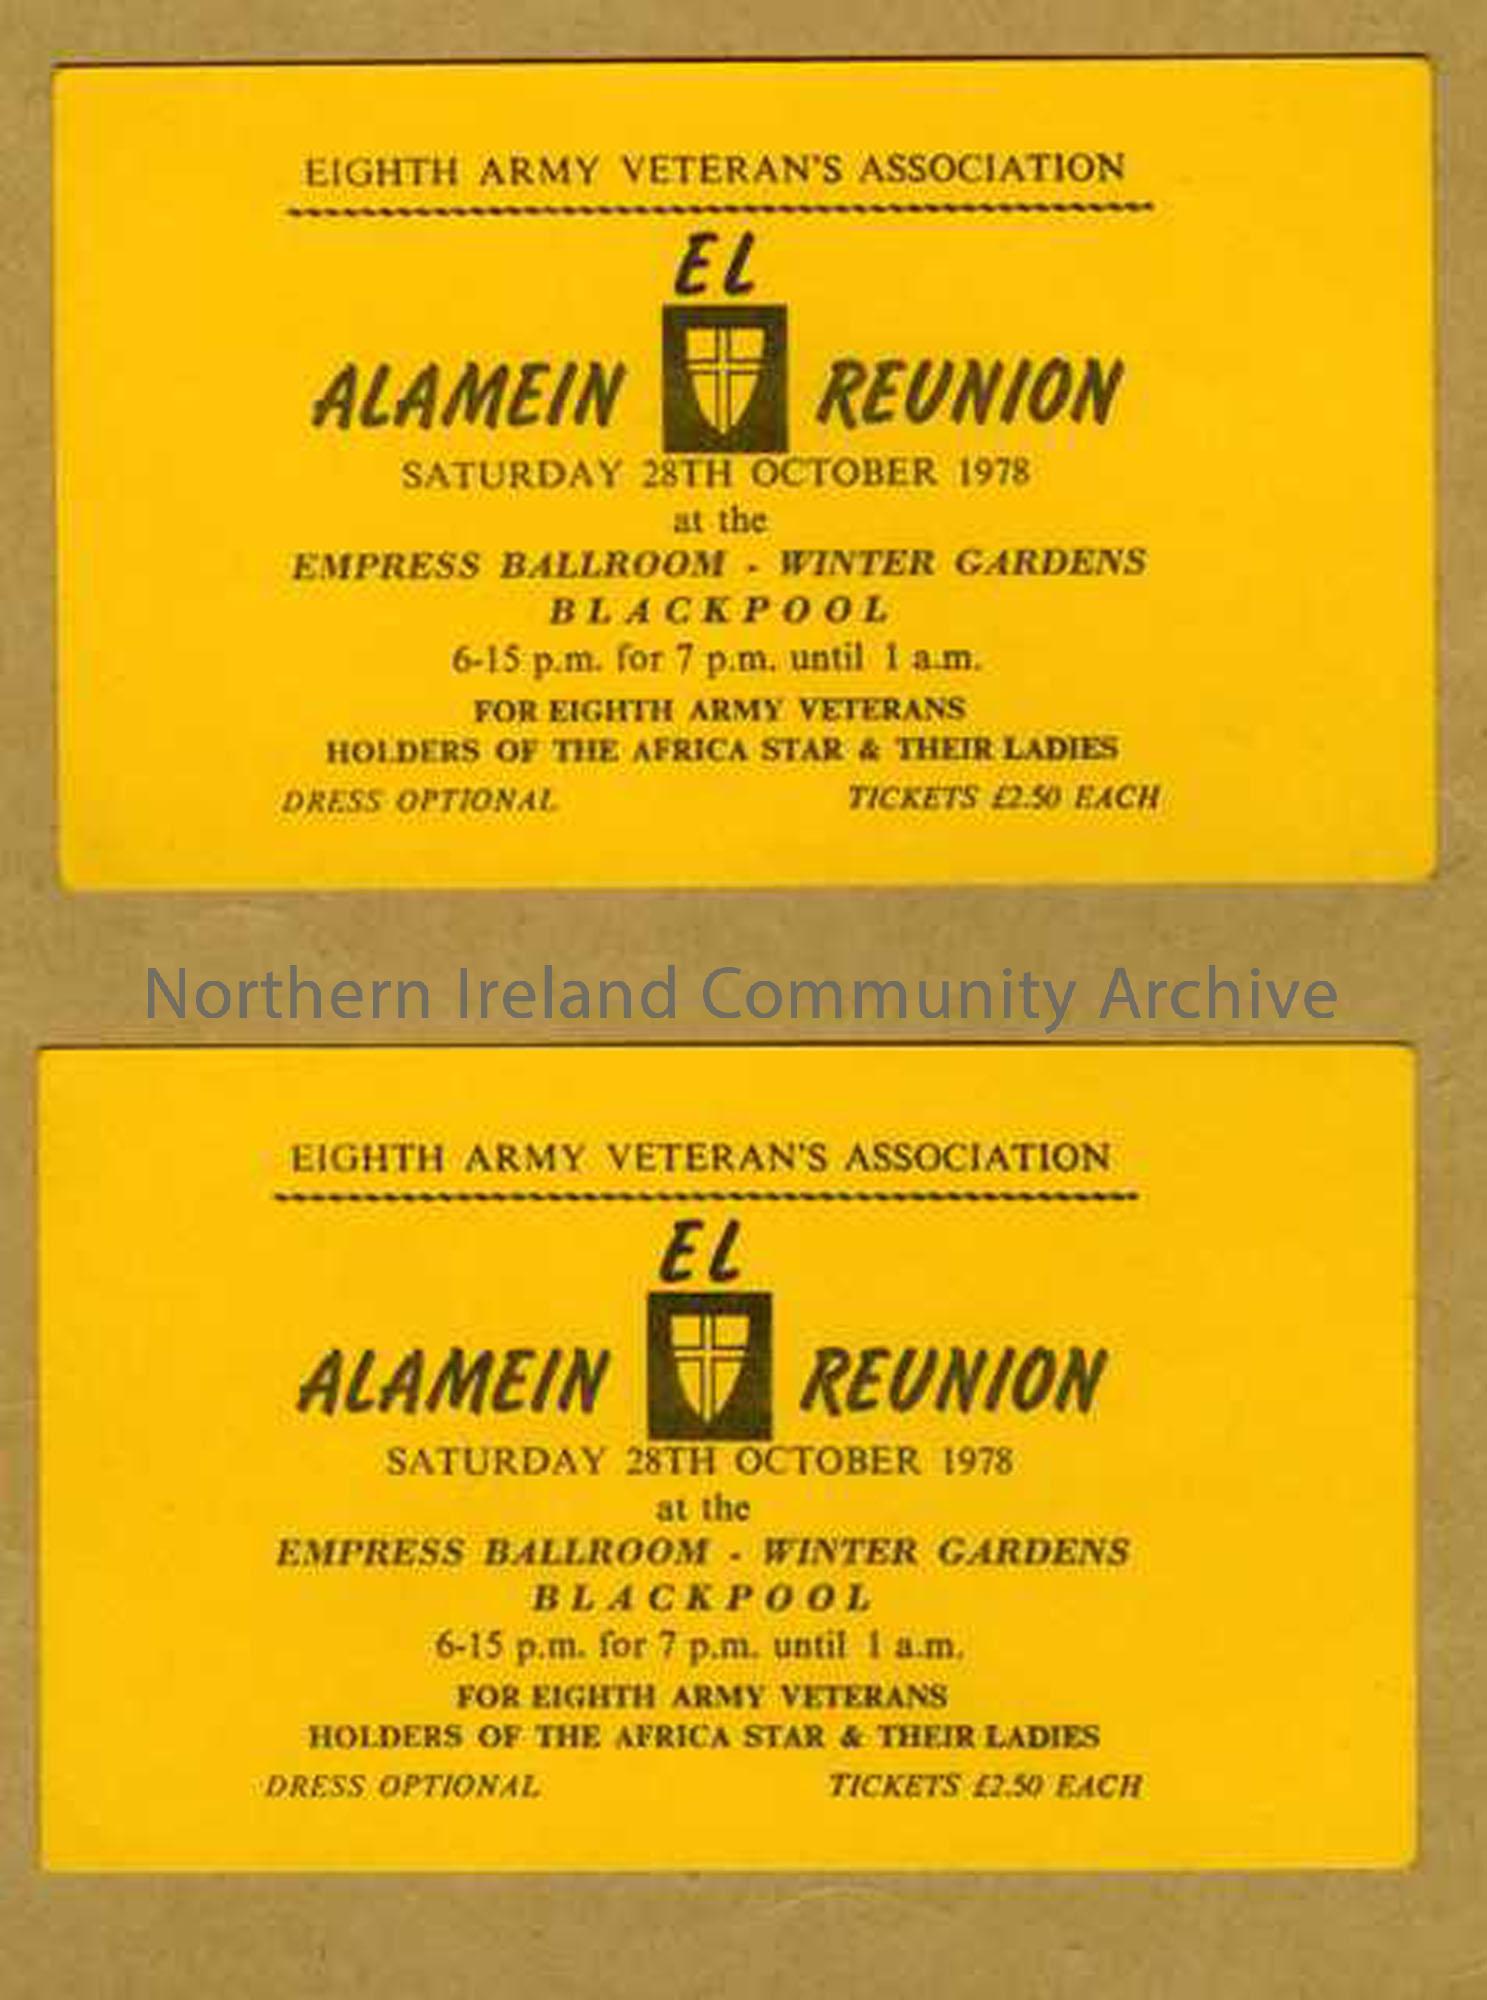 EIGHTH ARMY VETERAN'S ASSOCIATION
EL
ALAMEIN REUNION
SATURDAY 28TH OCTOBER 1978
at the
EMPRESS BALLROOM - WINTER GARDENS
BLACKPOOL
6-15 p.m. for 7 p.m. until 1 a.m.
FOR EIGHTH ARMY VETERANS
HOLDERS OF THE AFRICA STAR & THEIR LADIES
DRESS OPTIONAL TICKETS £2.50 EACH
Northern Ireland Community Archive
EIGHTH ARMY VETERAN'S ASSOCIATION
EL
ALAMEIN REUNION
SATURDAY 28TH OCTOBER 1978
at the
EMPRESS BALLROOM - WINTER GARDENS
BLACKPOOL
6-15 p.m. for 7 p.m. until 1 a.m.
FOR EIGHTH ARMY VETERANS
HOLDERS OF THE AFRICA STAR & THEIR LADIES
DRESS OPTIONAL TICKETS £2.50 EACH